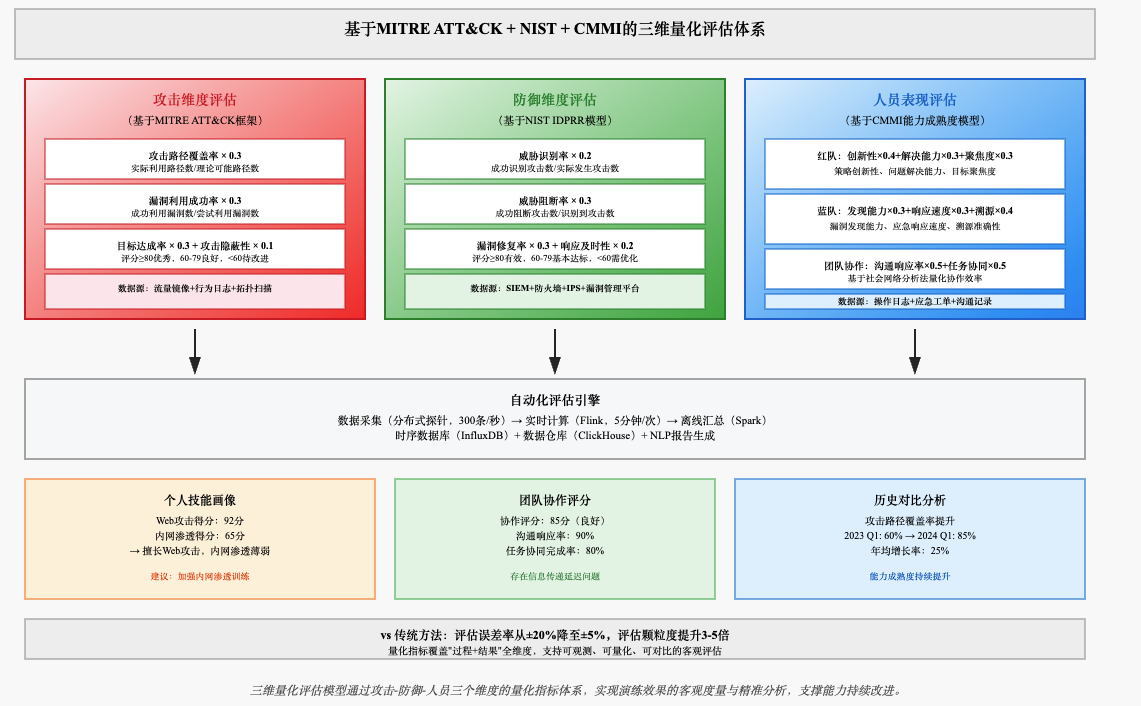 基于MITRE ATT&CK + NIST + CMMI的三维量化评估体系
攻击维度评估
（基于MITRE ATT&CK框架）
攻击路径覆盖率 × 0.3
实际利用路径数/理论可能路径数
漏洞利用成功率 × 0.3
成功利用漏洞数/尝试利用漏洞数
目标达成率 × 0.3 + 攻击隐蔽性 × 0.1
评分≥80优秀，60-79良好，<60待改进
数据源：流量镜像+行为日志+拓扑扫描
防御维度评估
（基于NIST IDPRR模型）
威胁识别率 × 0.2
成功识别攻击数/实际发生攻击数
威胁阻断率 × 0.3
成功阻断攻击数/识别到攻击数
漏洞修复率 × 0.3 + 响应及时性 × 0.2
评分≥80有效，60-79基本达标，<60需优化
数据源：SIEM+防火墙+IPS+漏洞管理平台
人员表现评估
（基于CMMI能力成熟度模型）
红队：创新性×0.4+解决能力×0.3+聚焦度×0.3
策略创新性、问题解决能力、目标聚焦度
蓝队：发现能力×0.3+响应速度×0.3+溯源×0.4
漏洞发现能力、应急响应速度、溯源准确性
团队协作：沟通响应率×0.5+任务协同×0.5
基于社会网络分析法量化协作效率
数据源：操作日志+应急工单+沟通记录
自动化评估引擎
数据采集（分布式探针，300条/秒）→ 实时计算（Flink，5分钟/次）→ 离线汇总（Spark）
时序数据库（InfluxDB）+ 数据仓库（ClickHouse）+ NLP报告生成
个人技能画像
Web攻击得分：92分
内网渗透得分：65分
→ 擅长Web攻击，内网渗透薄弱
建议：加强内网渗透训练
团队协作评分
协作评分：85分（良好）
沟通响应率：90%
任务协同完成率：80%
存在信息传递延迟问题
历史对比分析
攻击路径覆盖率提升
2023 Q1: 60% → 2024 Q1: 85%
年均增长率：25%
能力成熟度持续提升
vs 传统方法：评估误差率从±20%降至±5%，评估颗粒度提升3-5倍
量化指标覆盖"过程+结果"全维度，支持可观测、可量化、可对比的客观评估
三维量化评估模型通过攻击-防御-人员三个维度的量化指标体系，实现演练效果的客观度量与精准分析，支撑能力持续改进。